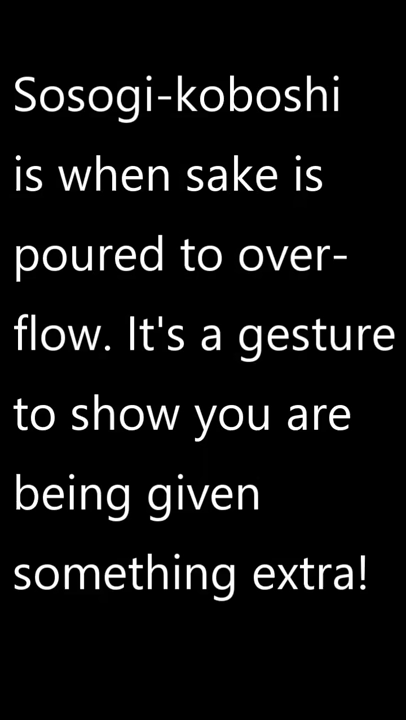 Sosogi-koboshi
is when sake is
poured to over-
flow. It's a gesture
to show you are
being given
something extra!